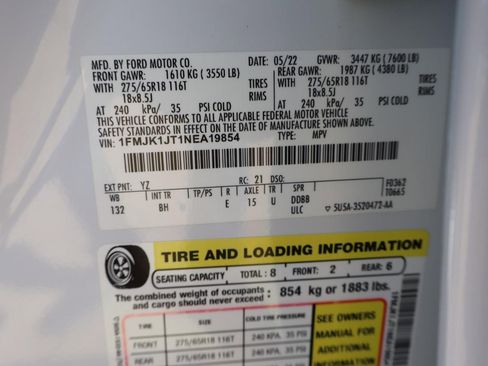 MFD. BY FORD MOTOR CO. DATE: 05/22 GVWR: 3447 KG (7600 LB)
FRONT GAWR: 1610 KG (3550 LB) REAR GAWR: 1987 KG (4380 LB)
WITH 275/65R18 116T TIRES WITH 275/65R18 116T TIRES
18x8.5J RIMS 18x8.5J RIMS
AT 240 kPa/ 35 PSI COLD AT 240 kPa/ 35 PSI COLD
THIS VEHICLE CONFORMS TO ALL APPLICABLE FEDERAL MOTOR VEHICLE
SAFETY STANDARDS IN EFFECT ON THE DATE OF MANUFACTURE SHOWN ABOVE.
VIN: 1FMJK1JT1NEA19854 TYPE: MPV
EXT PNT: YZ RC: 21 DSO: F0362
WB INT TR TP/PS R AXLE TR SPR T0665
132 BH E 15 U DDBB
ULC 5U5A-3520472-AA
TIRE AND LOADING INFORMATION
SEATING CAPACITY TOTAL: 8 FRONT: 2 REAR: 6
The combined weight of occupants and cargo should never exceed: 854 kg or 1883 lbs.
TIRE SIZE COLD TIRE PRESSURE
FRONT 275/65R18 116T 240 KPA, 35 PSI
REAR 275/65R18 116T 240 KPA, 35 PSI
SEE OWNERS
MANUAL FOR
ADDITIONAL
INFORMATION